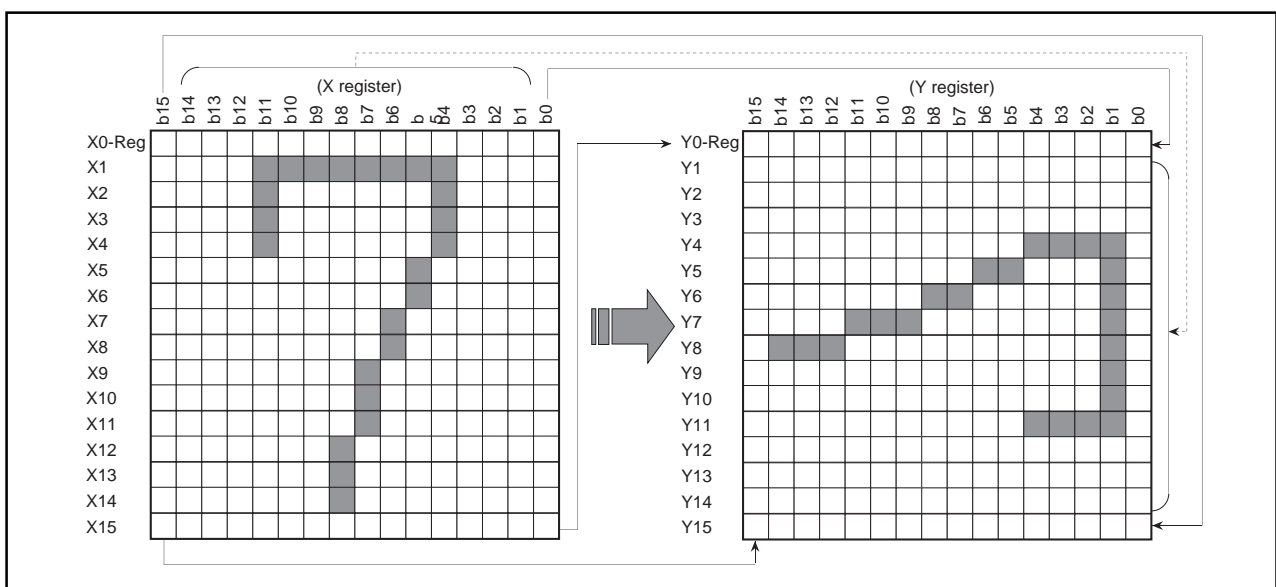 (X register)
b15 b14 b13 b12 b11 b10 b9 b8 b7 b6 b5 b4 b3 b2 b1 b0
X0-Reg
X1
X2
X3
X4
X5
X6
X7
X8
X9
X10
X11
X12
X13
X14
X15
(Y register)
b15 b14 b13 b12 b11 b10 b9 b8 b7 b6 b5 b4 b3 b2 b1 b0
Y0-Reg
Y1
Y2
Y3
Y4
Y5
Y6
Y7
Y8
Y9
Y10
Y11
Y12
Y13
Y14
Y15